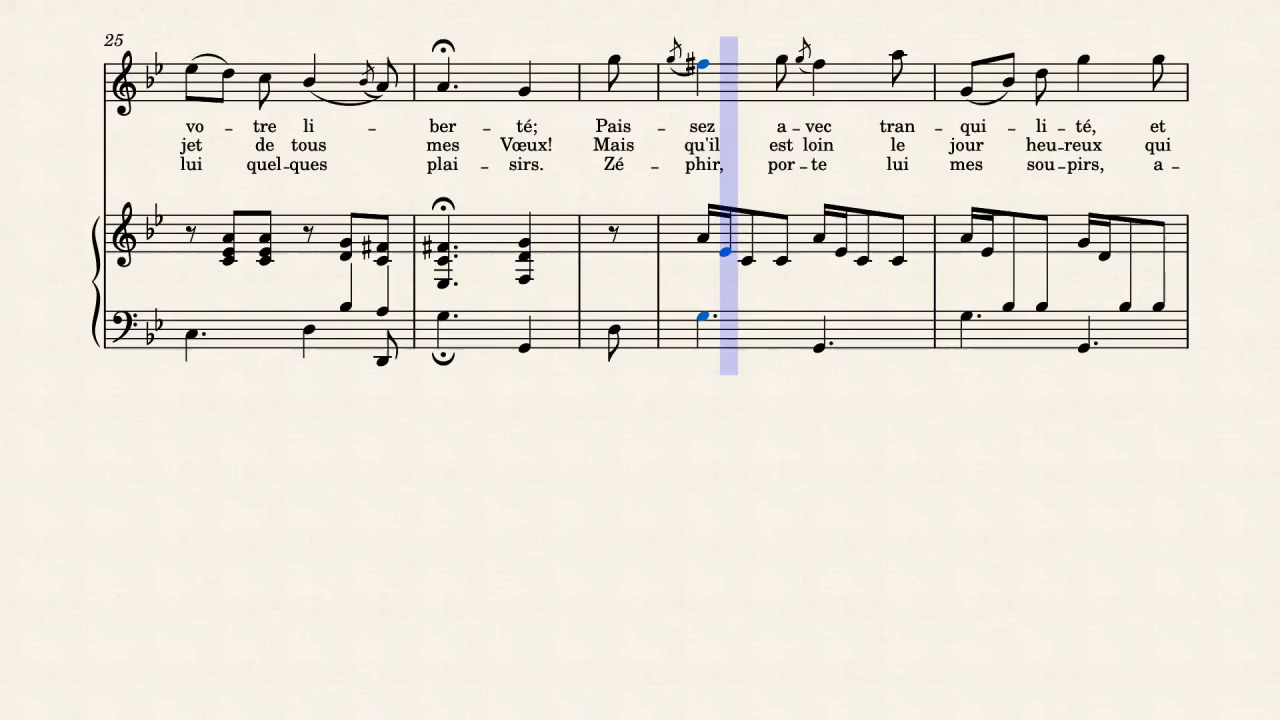 25
vo – tre li – ber – té; Pais – sez a – vec tran – qui – li – té, et
jet de tous mes Vœux! Mais qu'il est loin le jour heu – reux qui
lui quel – ques plai – sirs. Zé – phir, por – te lui mes sou – pirs, a –